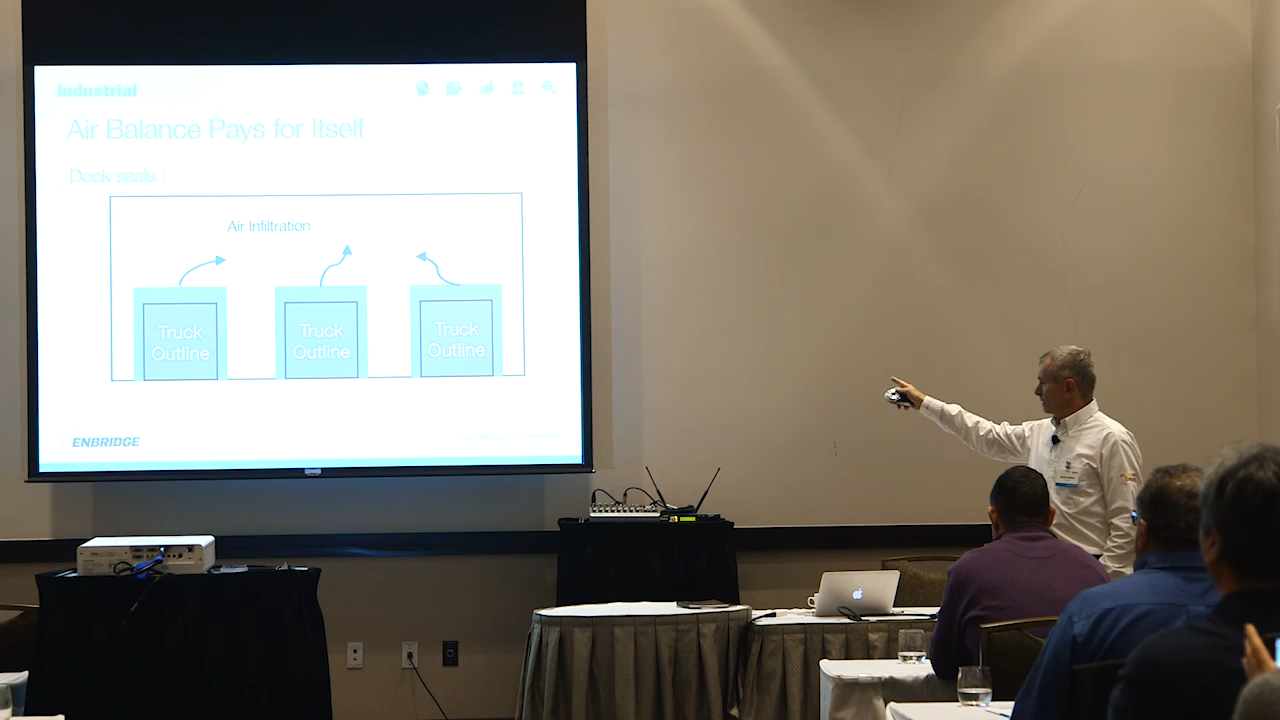 Industrial
Air Balance Pays for Itself
Dock seals :
Air Infiltration
Truck
Outline
Truck
Outline
Truck
Outline
ENBRIDGE